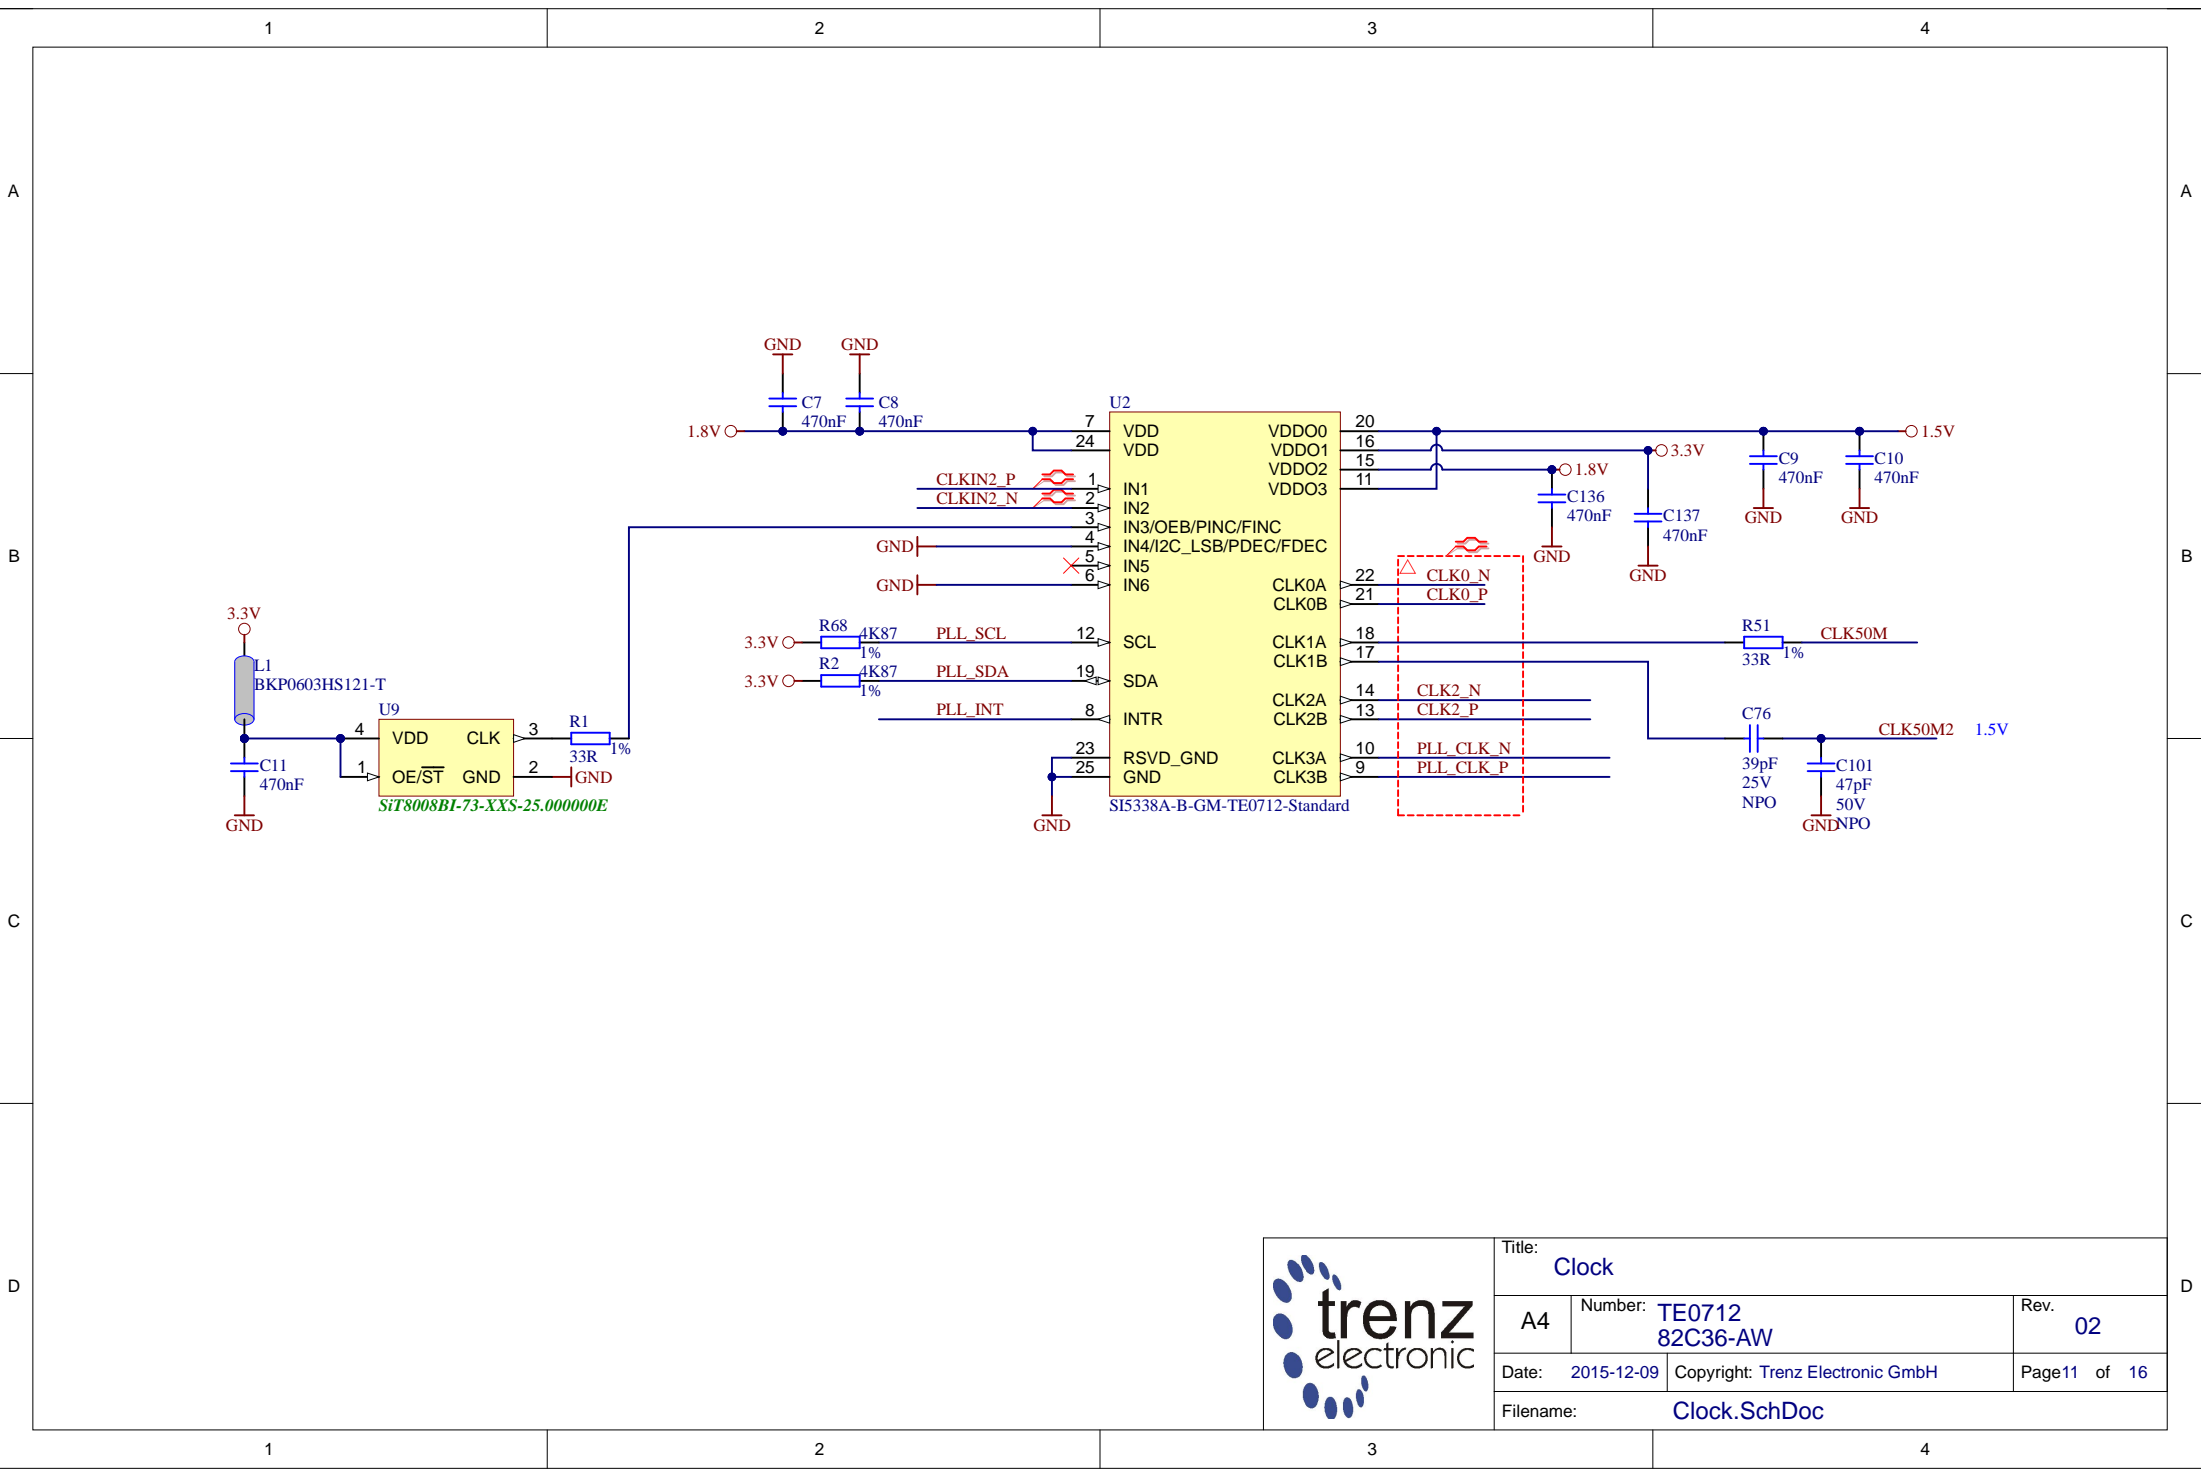 1 2 3 4
A A
B B
C C
D D
GND GND
C7
470nF
C8
470nF
1.8V
U2
7 VDD
24 VDD
CLKIN2_P 1 IN1
CLKIN2_N 2 IN2
3 IN3/OEB/PINC/FINC
GND 4 IN4/I2C_LSB/PDEC/FDEC
5 IN5
GND 6 IN6
3.3V R68 4K87 1% PLL_SCL 12 SCL
3.3V R2 4K87 1% PLL_SDA 19 SDA
PLL_INT 8 INTR
23 RSVD_GND
25 GND
GND
VDDO0 20
VDDO1 16
VDDO2 15
VDDO3 11
CLK0A 22 CLK0_N
CLK0B 21 CLK0_P
CLK1A 18
CLK1B 17
CLK2A 14 CLK2_N
CLK2B 13 CLK2_P
CLK3A 10 PLL_CLK_N
CLK3B 9 PLL_CLK_P
SI5338A-B-GM-TE0712-Standard
1.5V
3.3V
1.8V
C9
470nF
GND
C10
470nF
GND
C136
470nF
GND
C137
470nF
GND
R51
33R
1%
CLK50M
C76
39pF
25V
NPO
CLK50M2 1.5V
C101
47pF
50V
NPO
GND
3.3V
L1
BKP0603HS121-T
C11
470nF
GND
U9
4 VDD CLK 3
1 OE/ST GND 2
GND
SiT8008BI-73-XXS-25.000000E
R1
33R
1%
trenz
electronic
Title:
Clock
A4
Number: TE0712
82C36-AW
Rev.
02
Date: 2015-12-09 Copyright: Trenz Electronic GmbH Page11 of 16
Filename: Clock.SchDoc
1 2 3 4